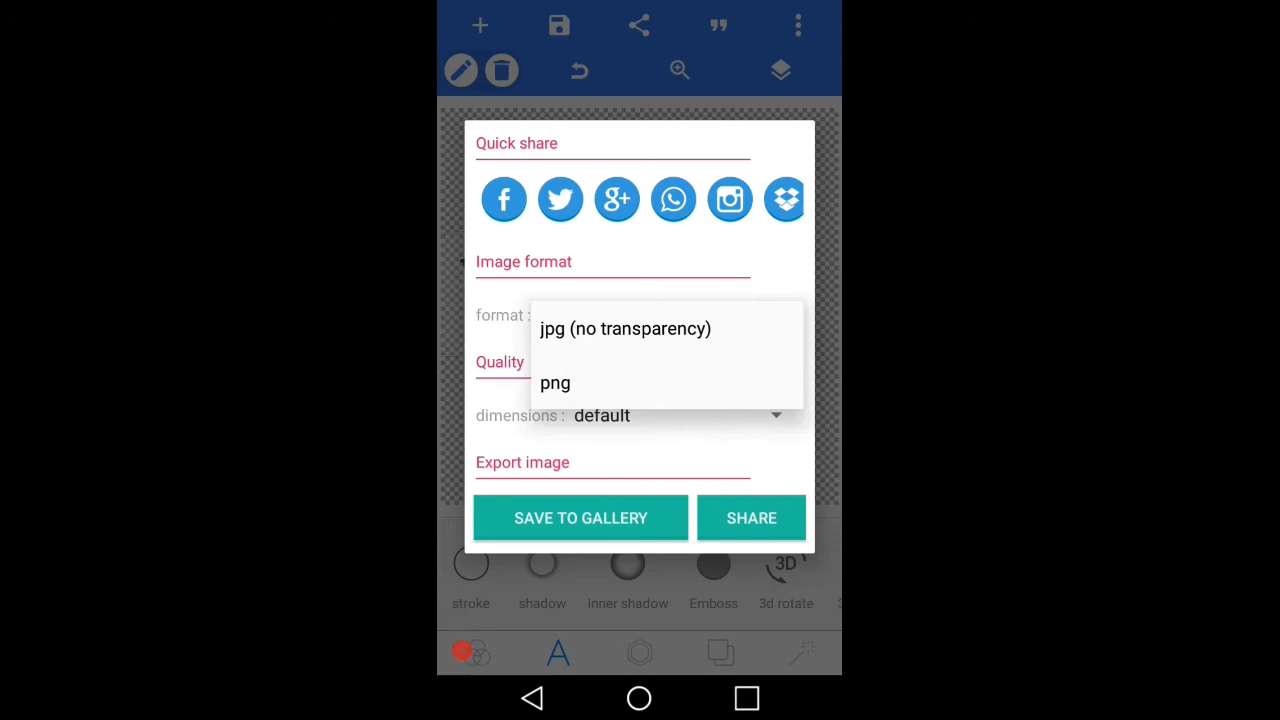 Quick share
Image format
format :
jpg (no transparency)
png
Quality
dimensions : default
Export image
SAVE TO GALLERY SHARE
3D
stroke shadow inner shadow Emboss 3d rotate 3